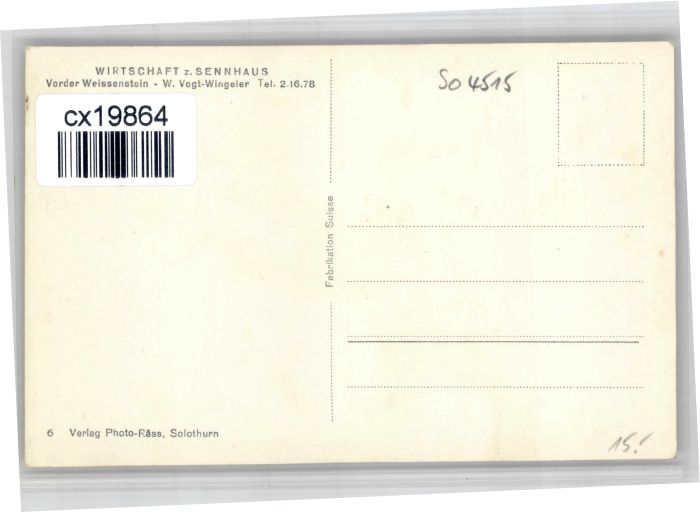 WIRTSCHAFT z. SENNHAUS
Vorder Weissenstein - W. Vogt-Wingeier Tel. 2.16.78
cx19864
SO 4515
Fabrikation Suisse
6 Verlag Photo-Räss, Solothurn
15.-